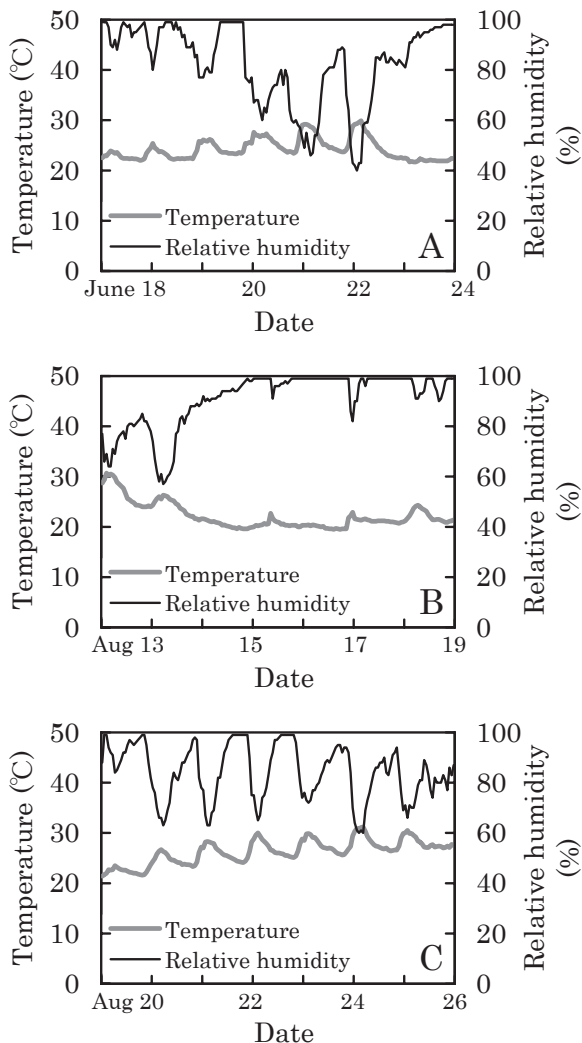 50
40
30
20
10
0
Temperature (℃)
100
80
60
40
20
0
Relative humidity
(%)
Temperature
Relative humidity
A
June 18
20
22
24
Date
50
40
30
20
10
0
Temperature (℃)
100
80
60
40
20
0
Relative humidity
(%)
Temperature
Relative humidity
B
Aug 13
15
17
19
Date
50
40
30
20
10
0
Temperature (℃)
100
80
60
40
20
0
Relative humidity
(%)
Temperature
Relative humidity
C
Aug 20
22
24
26
Date